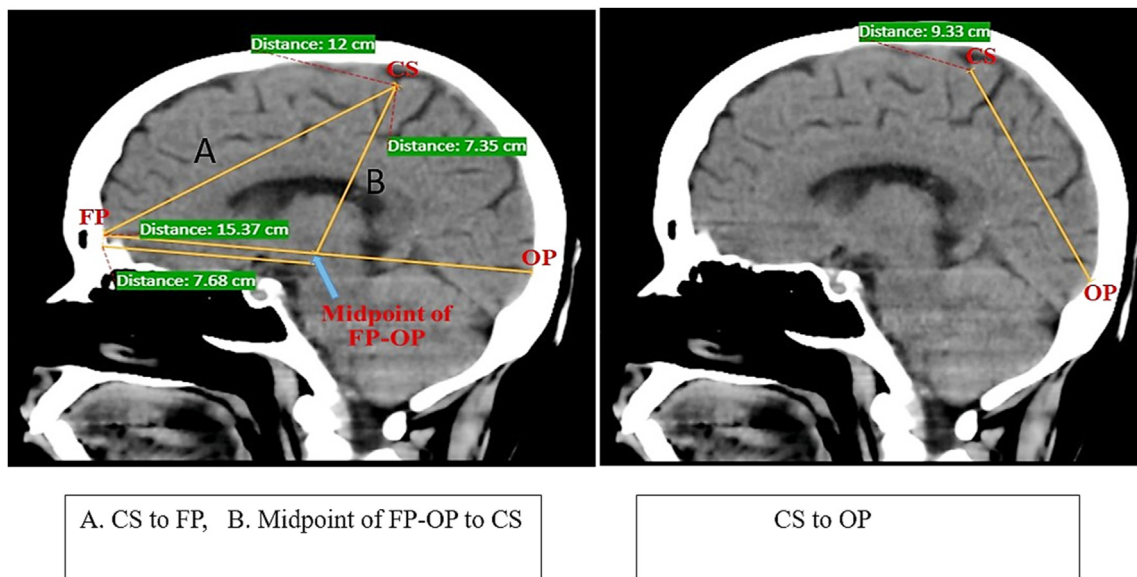 Distance: 12 cm
CS
Distance: 7.35 cm
A
B
FP
Distance: 15.37 cm
OP
Distance: 7.68 cm
Midpoint of
FP-OP
Distance: 9.33 cm
CS
OP
A. CS to FP, B. Midpoint of FP-OP to CS
CS to OP